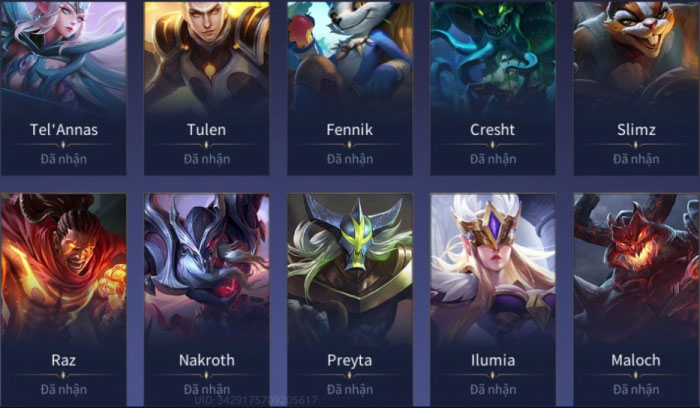 Tel'Annas
Đã nhận
Tulen
Đã nhận
Fennik
Đã nhận
Cresht
Đã nhận
Slimz
Đã nhận
Raz
Đã nhận
Nakroth
Đã nhận
Preyta
Đã nhận
Ilumia
Đã nhận
Maloch
Đã nhận
UID: 3429175709205617